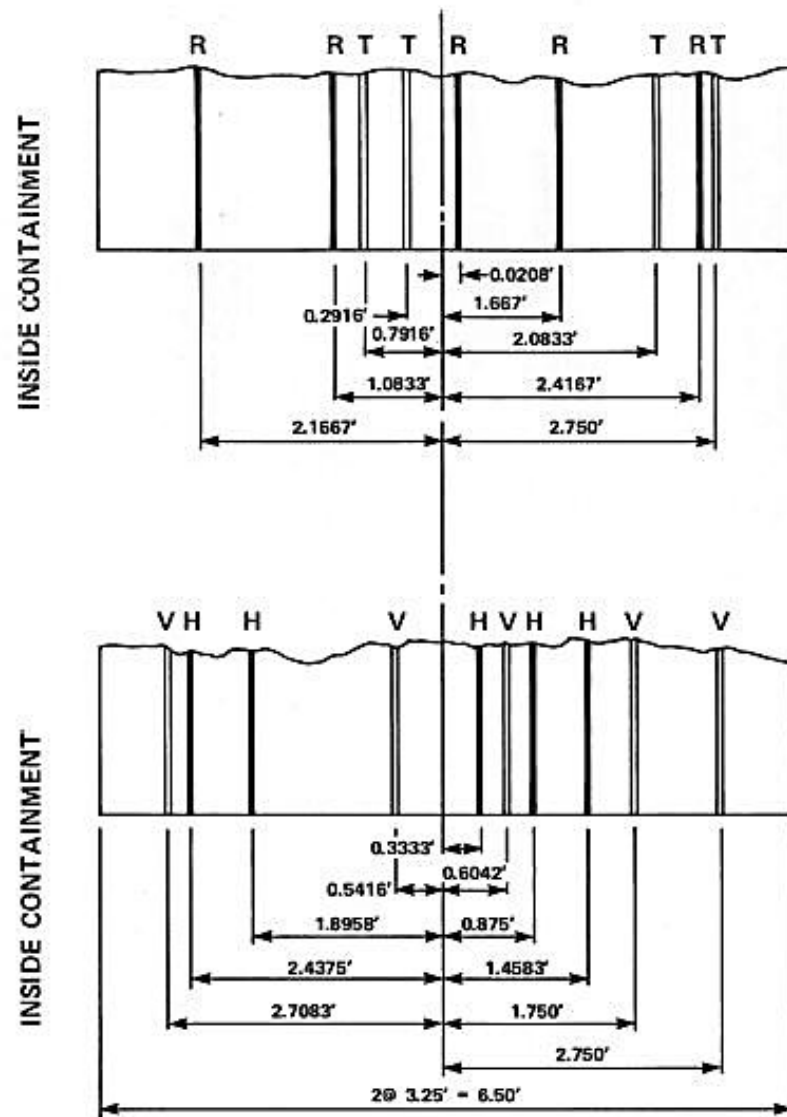 R R T T R R T R T
INSIDE CONTAINMENT
0.0208′
0.2916′ 1.667′
0.7916′ 2.0833′
1.0833′ 2.4167′
2.1667′ 2.750′
V H H V H V H H V V
INSIDE CONTAINMENT
0.3333′
0.6042′
0.5416′
1.8958′ 0.875′
2.4375′ 1.4583′
2.7083′ 1.750′
2.750′
2@ 3.25′ = 6.50′